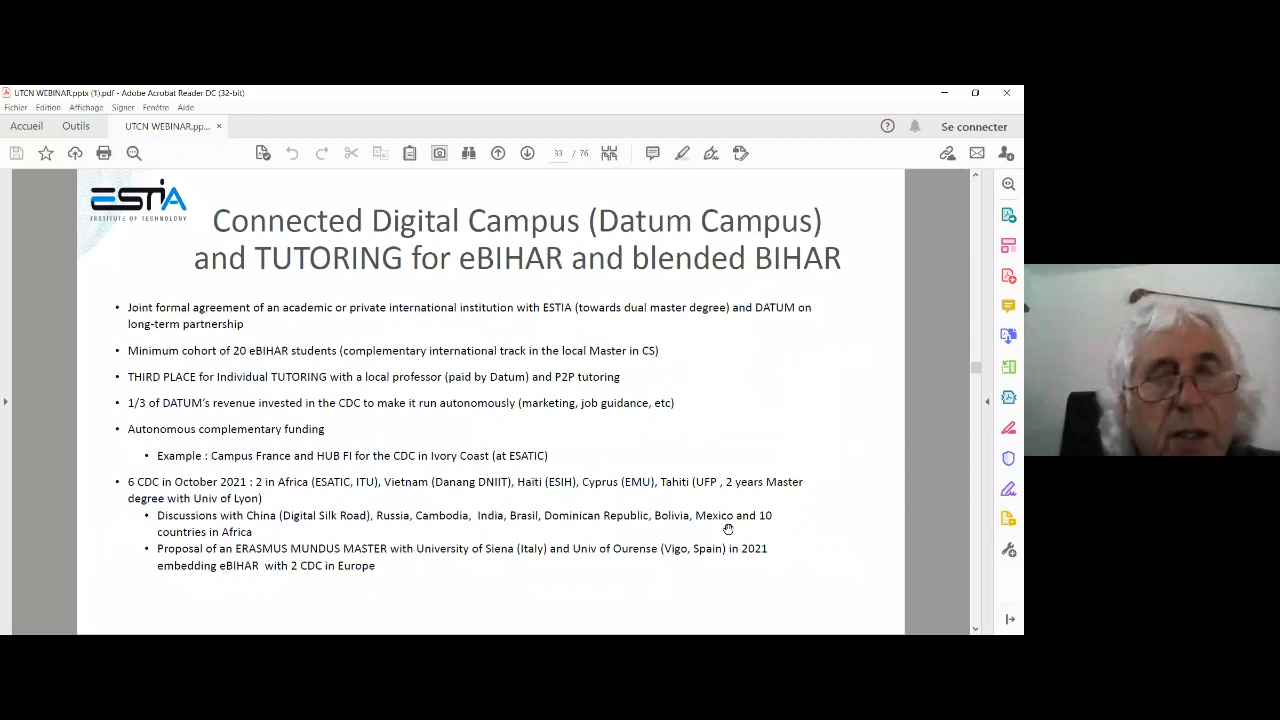 UTCN WEBINAR.pptx (1).pdf - Adobe Acrobat Reader DC (32-bit)
Fichier Edition Affichage Signer Fenêtre Aide
Accueil Outils UTCN WEBINAR.pp... × Se connecter
33 / 76
ESTIA
INSTITUTE OF TECHNOLOGY
Connected Digital Campus (Datum Campus)
and TUTORING for eBIHAR and blended BIHAR
• Joint formal agreement of an academic or private international institution with ESTIA (towards dual master degree) and DATUM on
long-term partnership
• Minimum cohort of 20 eBIHAR students (complementary international track in the local Master in CS)
• THIRD PLACE for Individual TUTORING with a local professor (paid by Datum) and P2P tutoring
• 1/3 of DATUM's revenue invested in the CDC to make it run autonomously (marketing, job guidance, etc)
• Autonomous complementary funding
• Example : Campus France and HUB FI for the CDC in Ivory Coast (at ESATIC)
• 6 CDC in October 2021 : 2 in Africa (ESATIC, ITU), Vietnam (Danang DNIIT), Haïti (ESIH), Cyprus (EMU), Tahiti (UFP , 2 years Master
degree with Univ of Lyon)
• Discussions with China (Digital Silk Road), Russia, Cambodia, India, Brasil, Dominican Republic, Bolivia, Mexico and 10
countries in Africa
• Proposal of an ERASMUS MUNDUS MASTER with University of Siena (Italy) and Univ of Ourense (Vigo, Spain) in 2021
embedding eBIHAR with 2 CDC in Europe